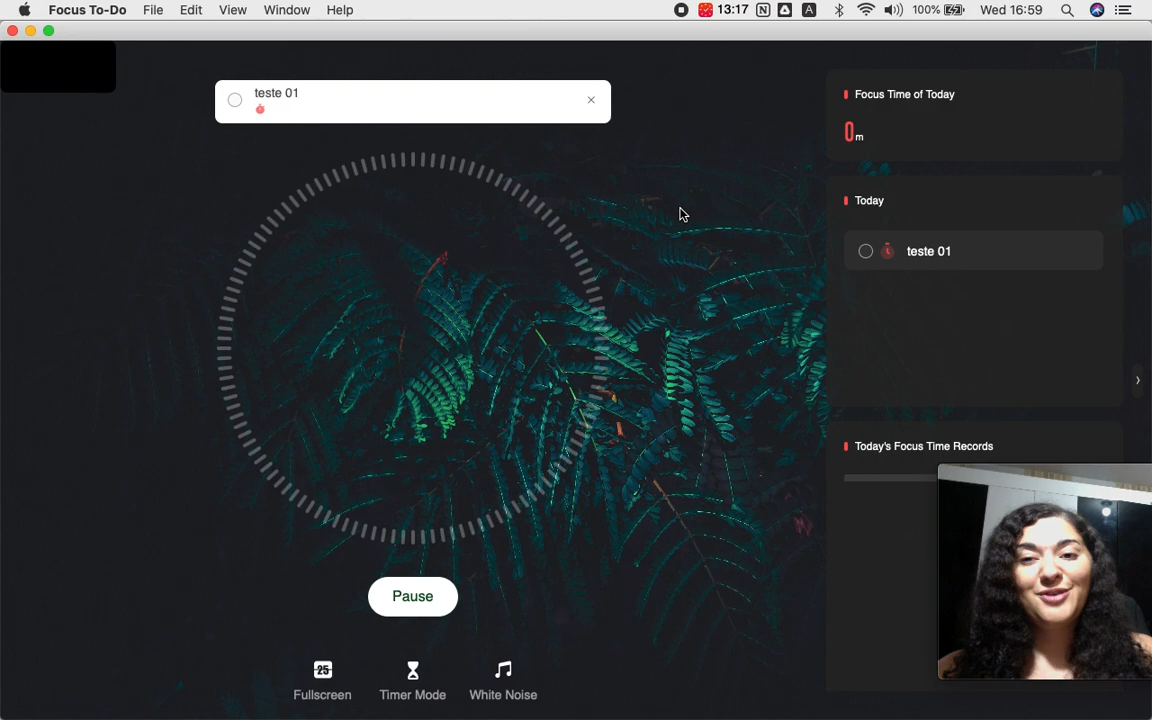 Focus To-Do File Edit View Window Help 13:17 N A 100% Wed 16:59
teste 01
Focus Time of Today
0m
Today
teste 01
Today's Focus Time Records
Pause
25
Fullscreen Timer Mode White Noise